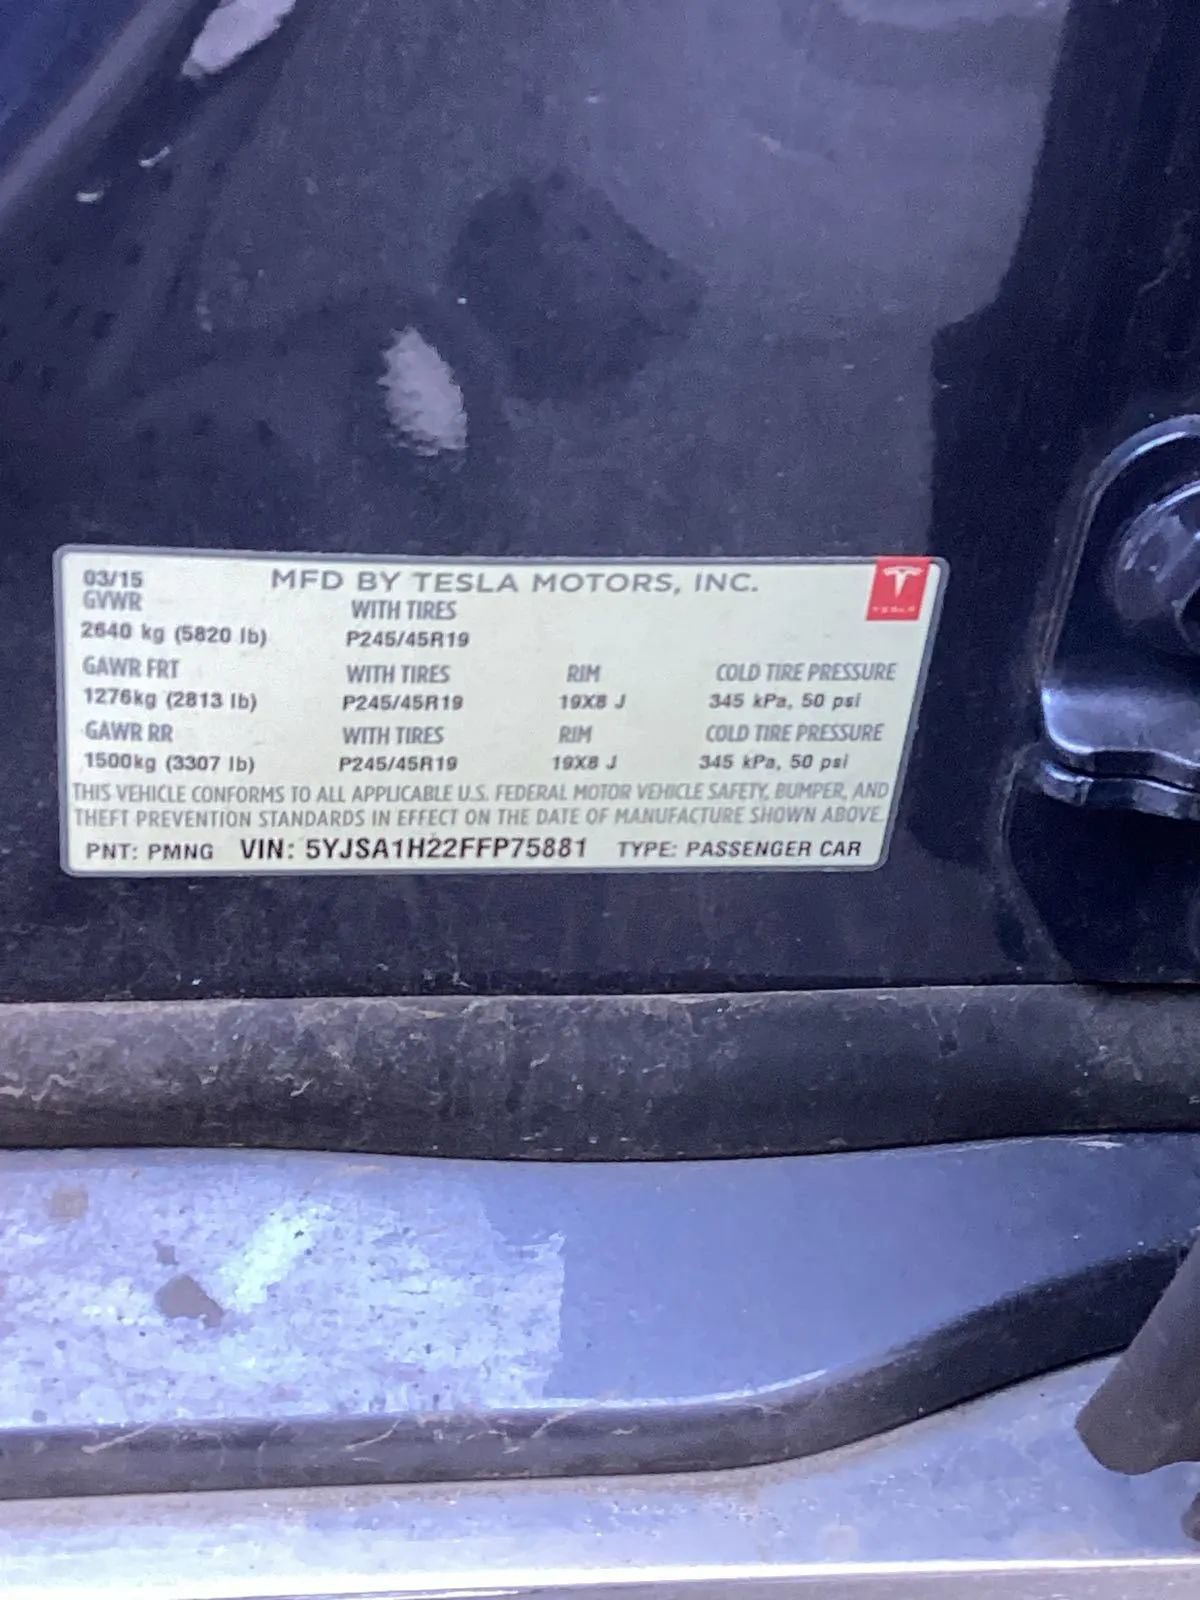 03/15 MFD BY TESLA MOTORS, INC.
TESLA
GVWR WITH TIRES
2640 kg (5820 lb) P245/45R19
GAWR FRT WITH TIRES RIM COLD TIRE PRESSURE
1276kg (2813 lb) P245/45R19 19X8 J 345 kPa, 50 psi
GAWR RR WITH TIRES RIM COLD TIRE PRESSURE
1500kg (3307 lb) P245/45R19 19X8 J 345 kPa, 50 psi
THIS VEHICLE CONFORMS TO ALL APPLICABLE U.S. FEDERAL MOTOR VEHICLE SAFETY, BUMPER, AND
THEFT PREVENTION STANDARDS IN EFFECT ON THE DATE OF MANUFACTURE SHOWN ABOVE.
PNT: PMNG VIN: 5YJSA1H22FFP75881 TYPE: PASSENGER CAR